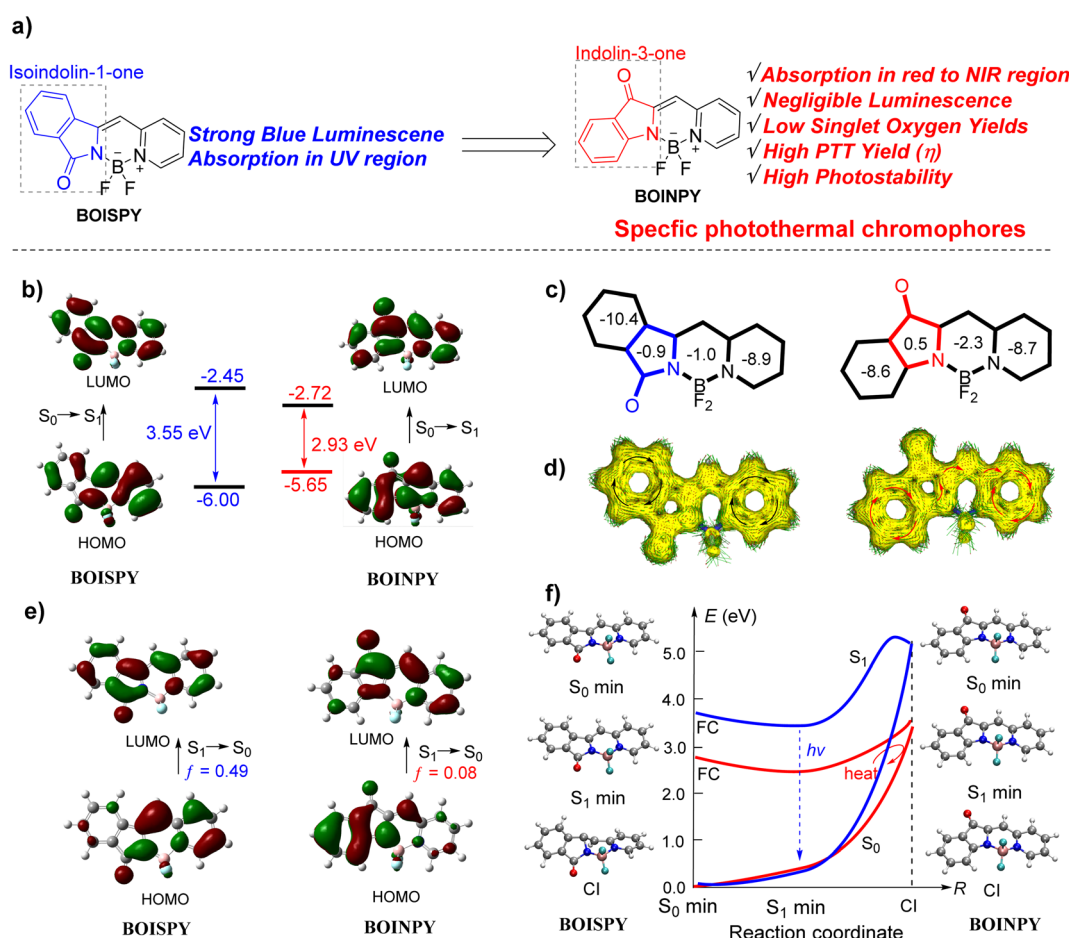 a)
Isoindolin-1-one
O
N
B
−
N
+
F
F
BOISPY
Strong Blue Luminescene
Absorption in UV region
Indolin-3-one
O
N
B
−
N
+
F
F
BOINPY
√ Absorption in red to NIR region
√ Negligible Luminescence
√ Low Singlet Oxygen Yields
√ High PTT Yield (η)
√ High Photostability
Specfic photothermal chromophores
b)
LUMO
S0 → S1
HOMO
BOISPY
-2.45
3.55 eV
-6.00
-2.72
2.93 eV
-5.65
LUMO
S0 → S1
HOMO
BOINPY
c)
-10.4
-0.9
-1.0
-8.9
N
N
B
F2
O
O
0.5
-2.3
-8.7
-8.6
N
N
B
F2
d)
e)
LUMO
S1 → S0
f = 0.49
HOMO
BOISPY
LUMO
S1 → S0
f = 0.08
HOMO
BOINPY
f)
S0 min
S1 min
CI
BOISPY
E (eV)
5.0
4.0
3.0
2.0
1.0
0.0
FC
FC
S1
hv
heat
S0
S0 min
S1 min
CI
R
Reaction coordinate
S0 min
S1 min
CI
BOINPY